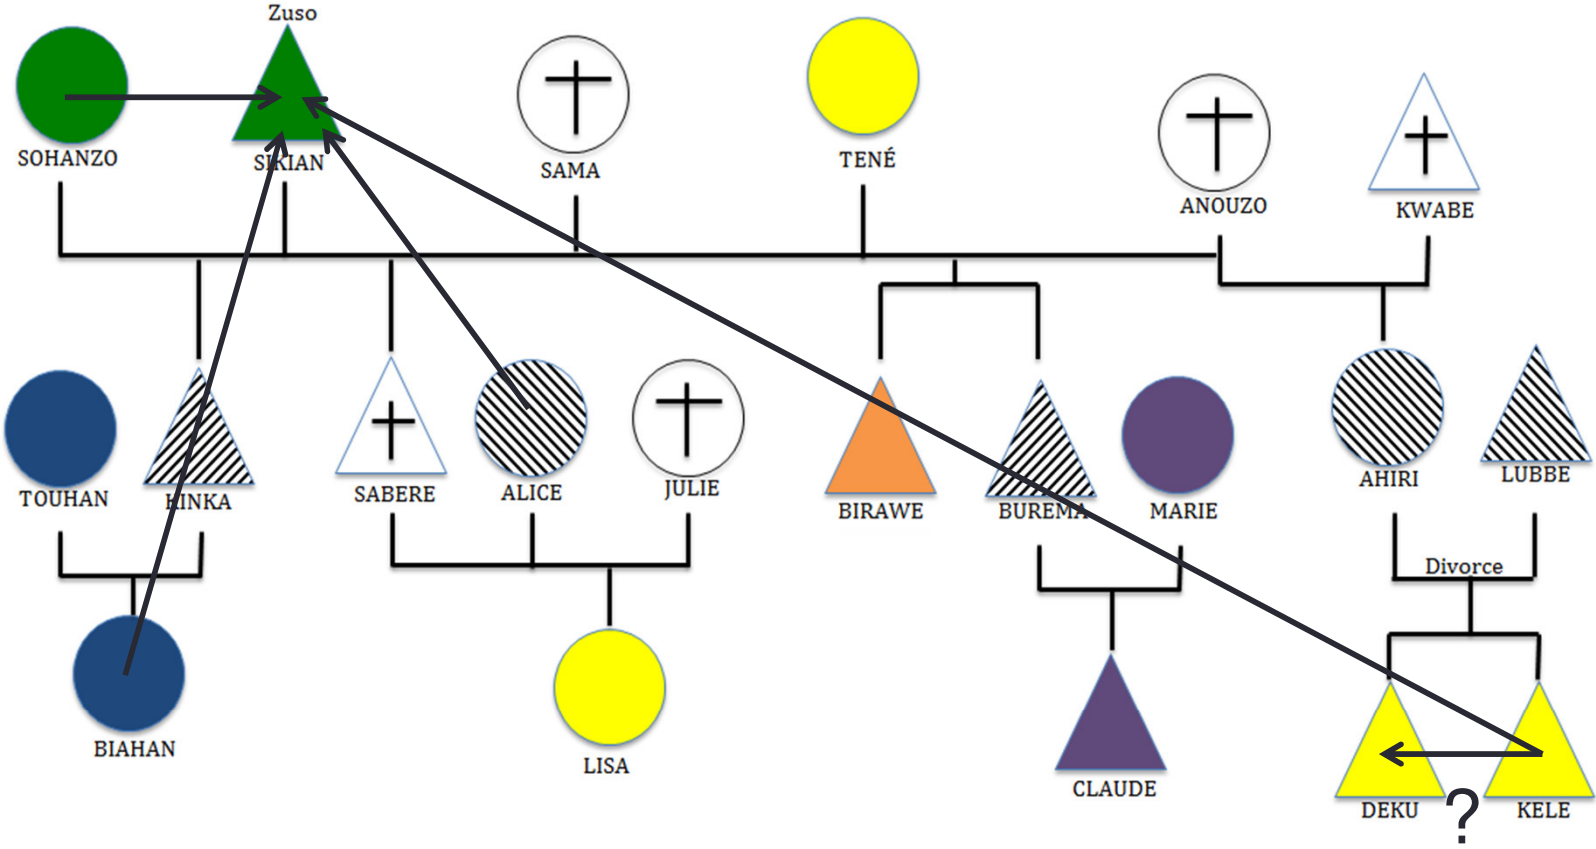 Zuso
SOHANZO
SIKIAN
SAMA
TENÉ
ANOUZO
KWABE
TOUHAN
KINKA
SABERE
ALICE
JULIE
BIRAWE
BUREMA
MARIE
AHIRI
LUBBE
Divorce
BIAHAN
LISA
CLAUDE
DEKU
?
KELE